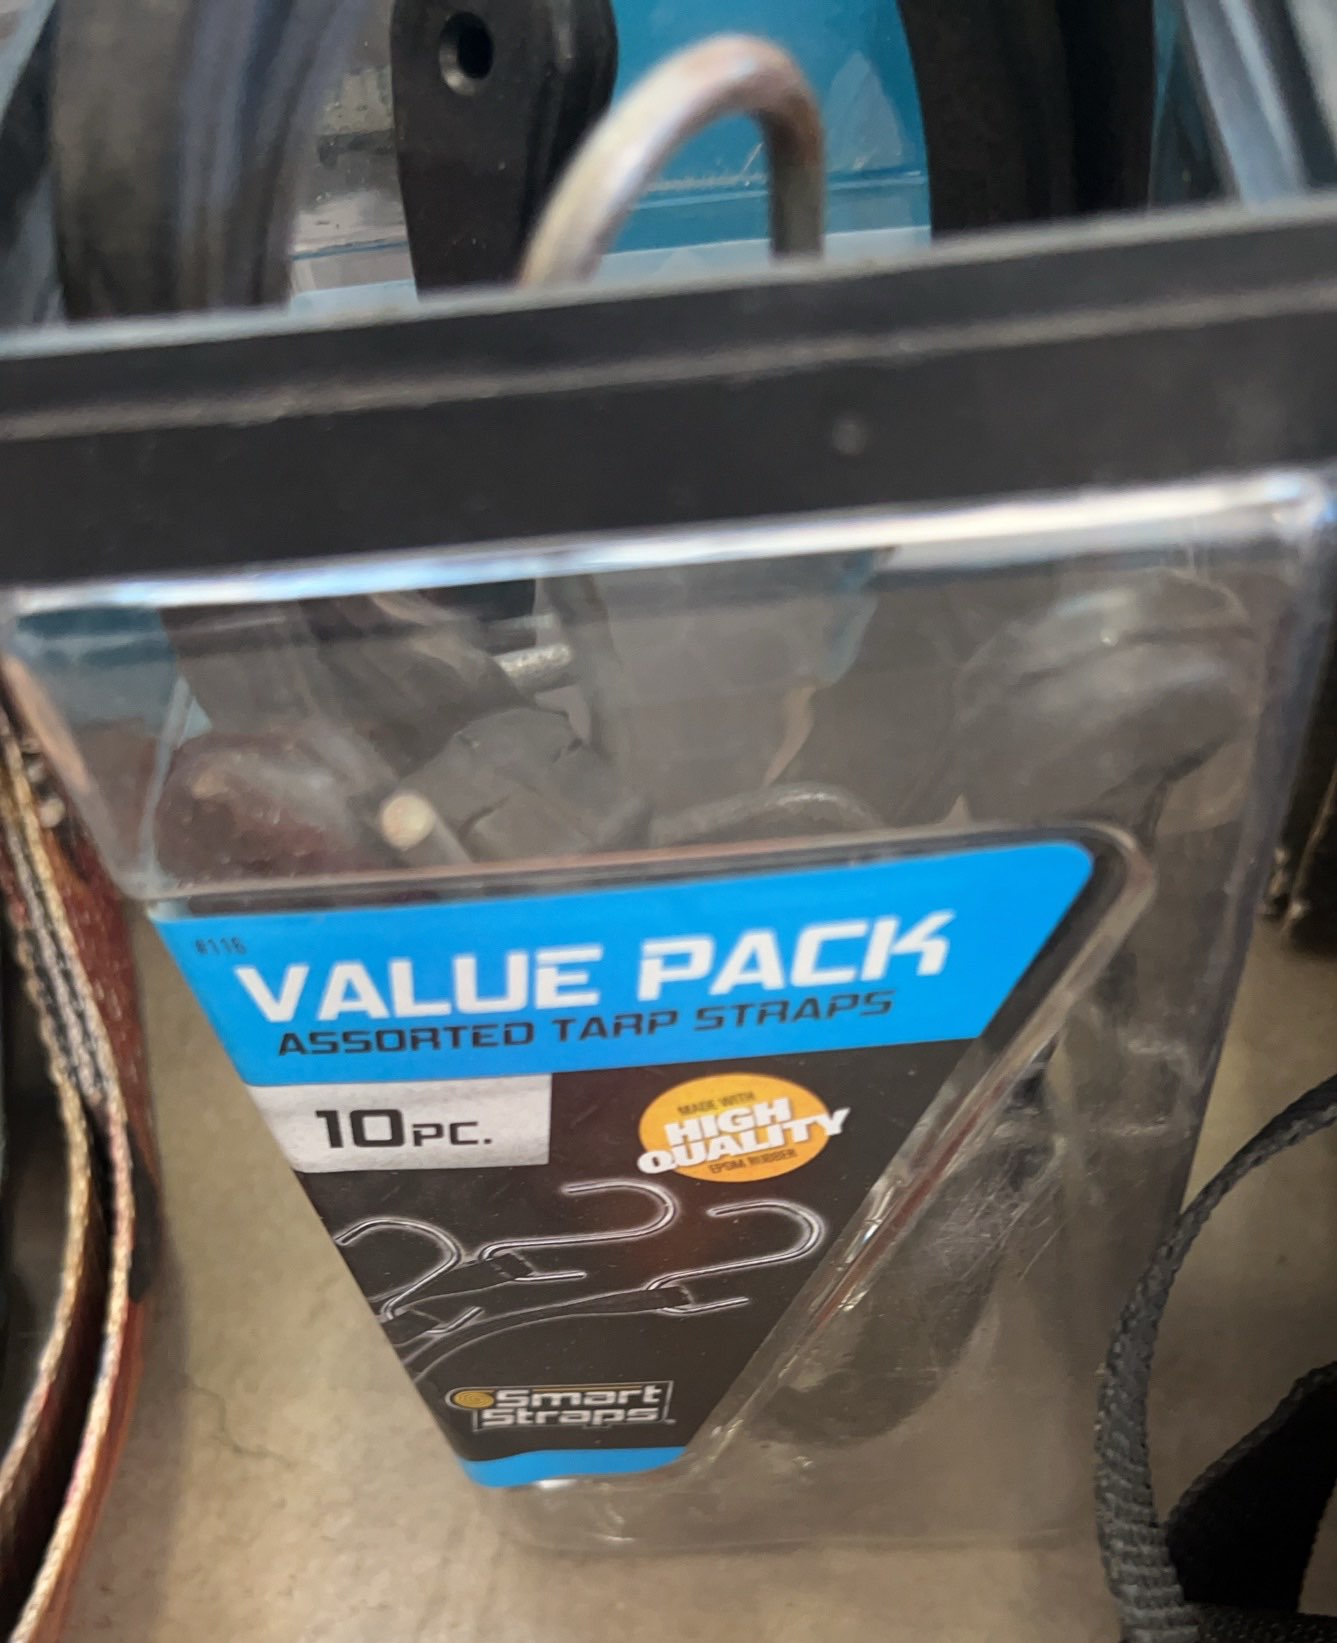 #116
VALUE PACK
ASSORTED TARP STRAPS
10PC.
MADE WITH
HIGH
QUALITY
EPDM RUBBER
Smart
Straps